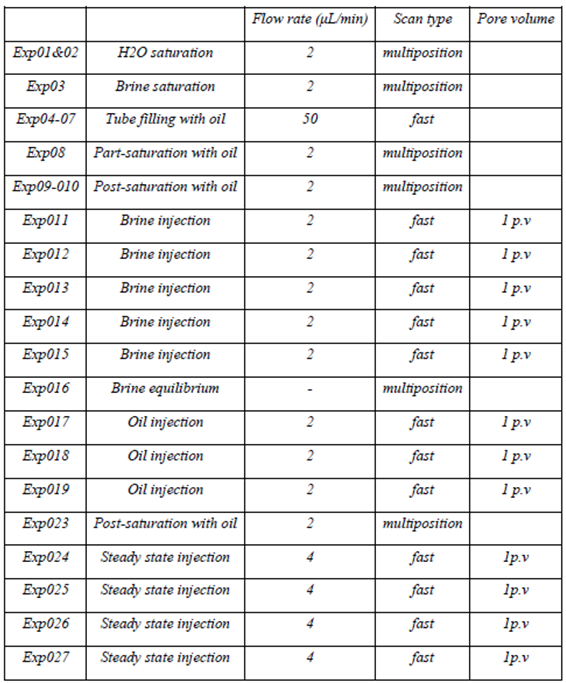 Flow rate (μL/min) Scan type Pore volume
Exp01&02 H2O saturation 2 multiposition
Exp03 Brine saturation 2 multiposition
Exp04-07 Tube filling with oil 50 fast
Exp08 Part-saturation with oil 2 multiposition
Exp09-010 Post-saturation with oil 2 multiposition
Exp011 Brine injection 2 fast 1 p.v
Exp012 Brine injection 2 fast 1 p.v
Exp013 Brine injection 2 fast 1 p.v
Exp014 Brine injection 2 fast 1 p.v
Exp015 Brine injection 2 fast 1 p.v
Exp016 Brine equilibrium - multiposition
Exp017 Oil injection 2 fast 1 p.v
Exp018 Oil injection 2 fast 1 p.v
Exp019 Oil injection 2 fast 1 p.v
Exp023 Post-saturation with oil 2 multiposition
Exp024 Steady state injection 4 fast 1p.v
Exp025 Steady state injection 4 fast 1p.v
Exp026 Steady state injection 4 fast 1p.v
Exp027 Steady state injection 4 fast 1p.v